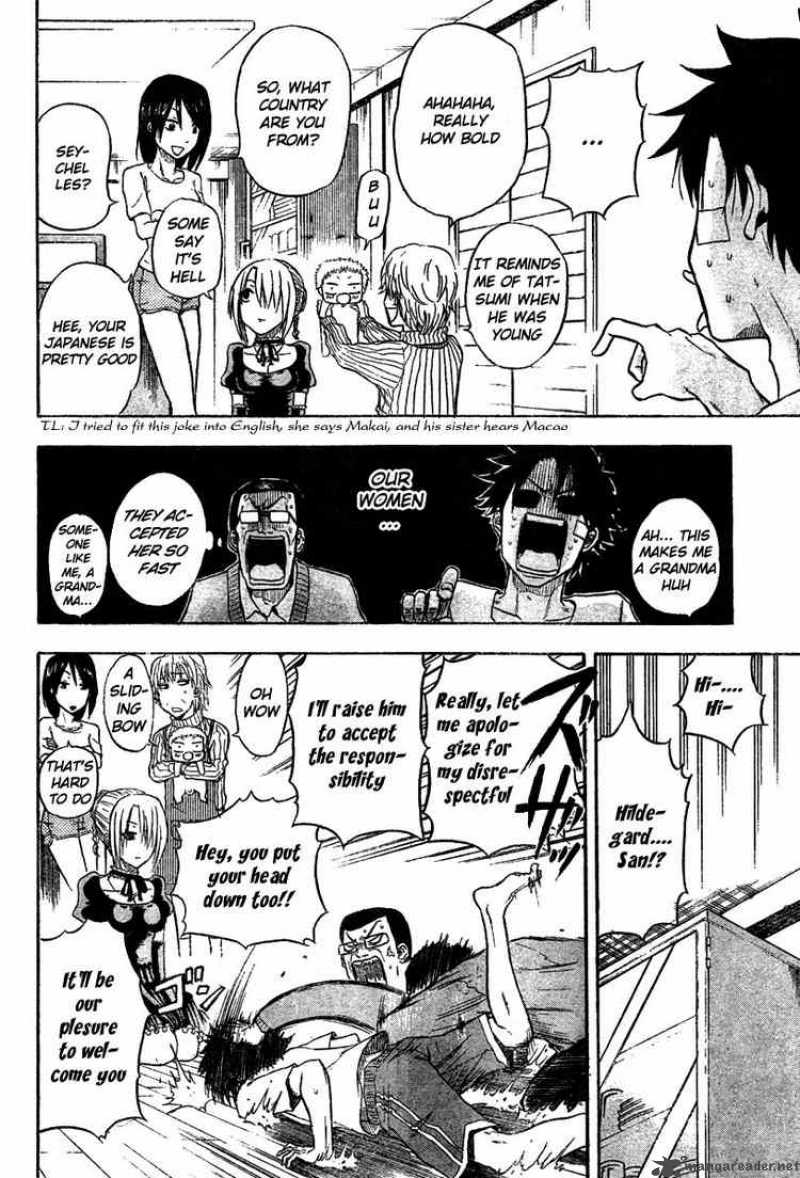 ...
AHAHAHA,
REALLY
HOW BOLD
IT REMINDS
ME OF TAT-
SUMI WHEN
HE WAS
YOUNG
BUU
SO, WHAT
COUNTRY
ARE YOU
FROM?
SOME
SAY
IT'S
HELL
SEY-
CHEL
LES?
HEE, YOUR
JAPANESE IS
PRETTY GOOD
T.L: I tried to fit this joke into English, she says Makai, and his sister hears Macao
AH... THIS
MAKES ME
A GRANDMA
HUH
OUR
WOMEN
...
THEY AC-
CEPTED
HER SO
FAST
SOME-
ONE
LIKE
ME, A
GRAND-
MA...
Hi-....
Hi-
Hilde-
gard....
San!?
ズザッ
Really, let
me apolo-
gize for
my disre-
spectful
I'll raise him
to accept
the respon-
sibility
OH
WOW
A
SLID-
ING
BOW
THAT'S
HARD
TO DO
Hey, you put
your head
down too!!
It'll be
our
plesure
to wel-
come you
mangareader.net